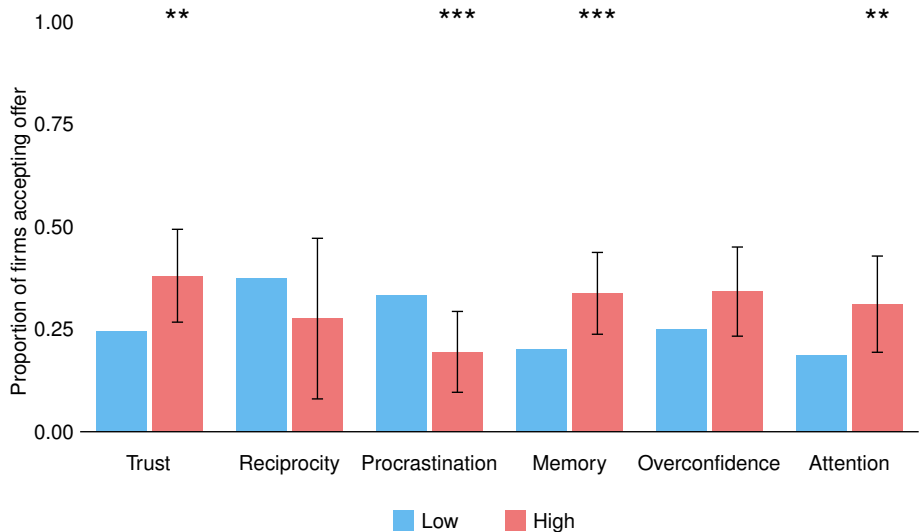 ** *** *** **
Proportion of firms accepting offer
1.00
0.75
0.50
0.25
0.00
Trust Reciprocity Procrastination Memory Overconfidence Attention
Low High